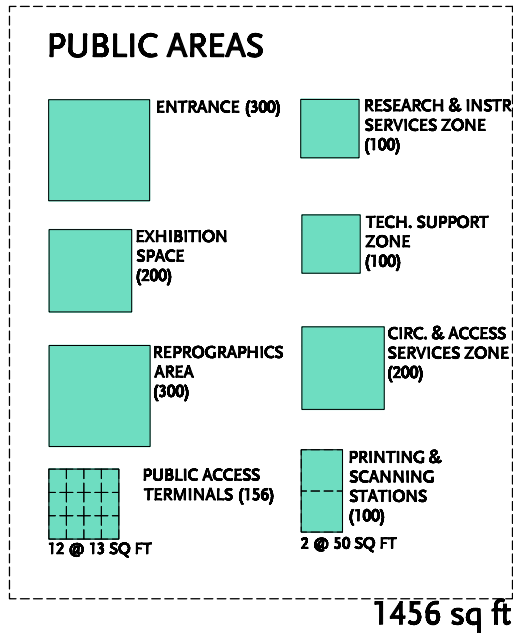 PUBLIC AREAS
ENTRANCE (300)
EXHIBITION
SPACE
(200)
REPROGRAPHICS
AREA
(300)
PUBLIC ACCESS
TERMINALS (156)
12 @ 13 SQ FT
RESEARCH & INSTR
SERVICES ZONE
(100)
TECH. SUPPORT
ZONE
(100)
CIRC. & ACCESS
SERVICES ZONE
(200)
PRINTING &
SCANNING
STATIONS
(100)
2 @ 50 SQ FT
1456 sq ft